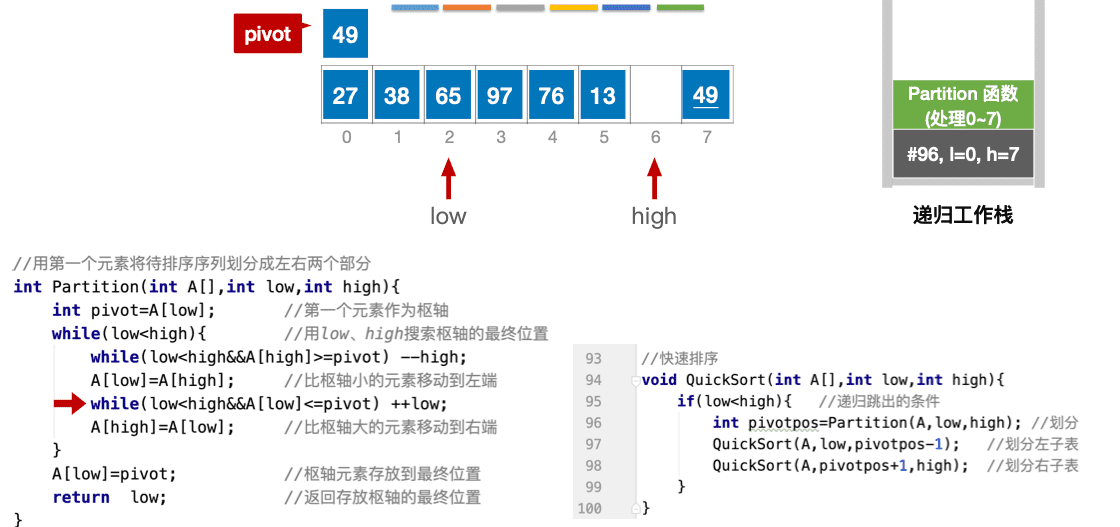 pivot
49
27 38 65 97 76 13 49
0 1 2 3 4 5 6 7
low
high
Partition 函数
(处理0~7)
#96, l=0, h=7
递归工作栈
//用第一个元素将待排序序列划分成左右两个部分
int Partition(int A[],int low,int high){
int pivot=A[low]; //第一个元素作为枢轴
while(low<high){ //用low、high搜索枢轴的最终位置
while(low<high&&A[high]>=pivot) --high;
A[low]=A[high]; //比枢轴小的元素移动到左端
while(low<high&&A[low]<=pivot) ++low;
A[high]=A[low]; //比枢轴大的元素移动到右端
}
A[low]=pivot; //枢轴元素存放到最终位置
return low; //返回存放枢轴的最终位置
}
93 //快速排序
94 void QuickSort(int A[],int low,int high){
95 if(low<high){ //递归跳出的条件
96 int pivotpos=Partition(A,low,high); //划分
97 QuickSort(A,low,pivotpos-1); //划分左子表
98 QuickSort(A,pivotpos+1,high); //划分右子表
99 }
100 }